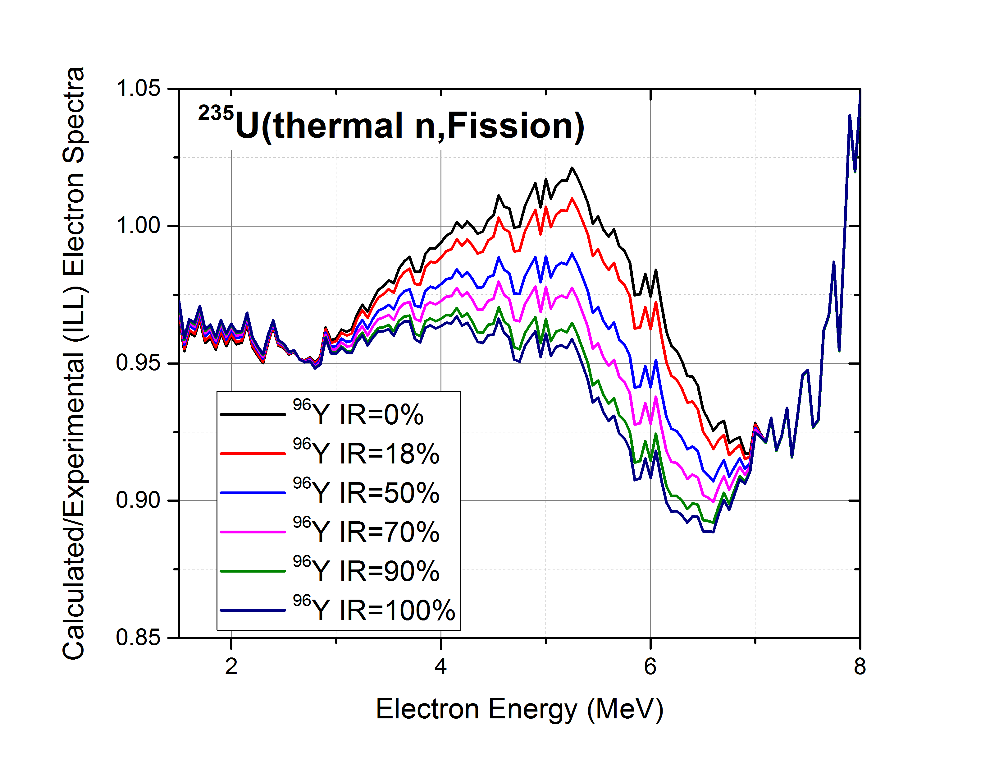 Calculated/Experimental (ILL) Electron Spectra
1.05
1.00
0.95
0.90
0.85
²³⁵U(thermal n,Fission)
⁹⁶Y IR=0%
⁹⁶Y IR=18%
⁹⁶Y IR=50%
⁹⁶Y IR=70%
⁹⁶Y IR=90%
⁹⁶Y IR=100%
2 4 6 8
Electron Energy (MeV)